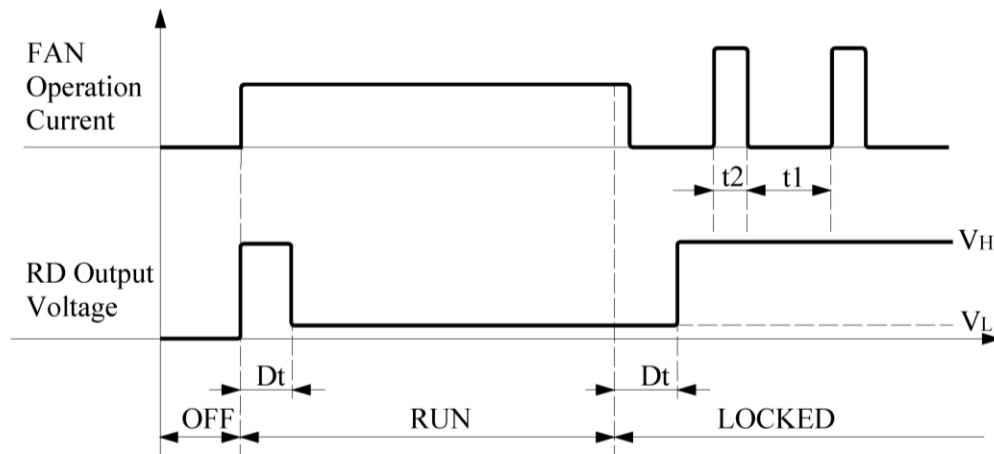 FAN
Operation
Current
t2 t1
RD Output
Voltage
VH
VL
Dt Dt
OFF RUN LOCKED